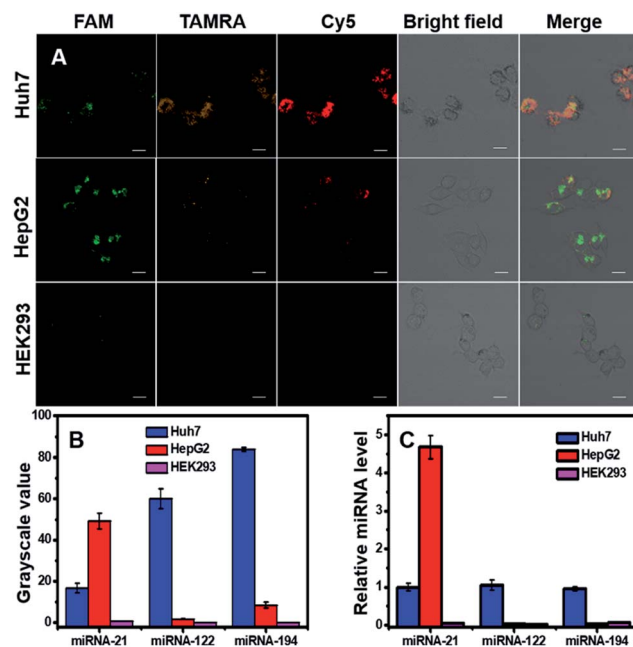 FAM TAMRA Cy5 Bright field Merge
A
Huh7
HepG2
HEK293
B
Huh7
HepG2
HEK293
Grayscale value
100
80
60
40
20
0
miRNA-21 miRNA-122 miRNA-194
C
Huh7
HepG2
HEK293
Relative miRNA level
5
4
3
2
1
0
miRNA-21 miRNA-122 miRNA-194